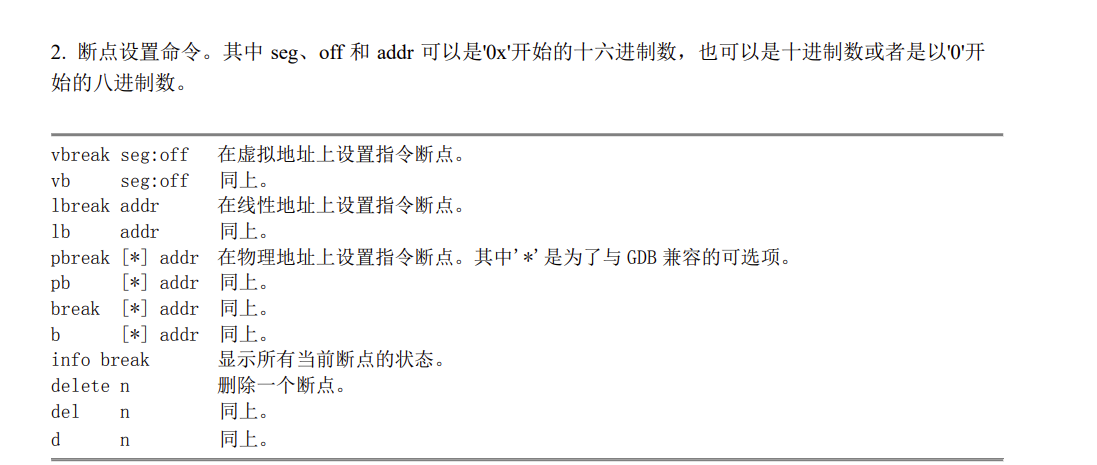 2. 断点设置命令。其中 seg、off 和 addr 可以是'0x'开始的十六进制数，也可以是十进制数或者是以'0'开
始的八进制数。
vbreak seg:off 在虚拟地址上设置指令断点。
vb seg:off 同上。
lbreak addr 在线性地址上设置指令断点。
lb addr 同上。
pbreak [*] addr 在物理地址上设置指令断点。其中'*'是为了与 GDB 兼容的可选项。
pb [*] addr 同上。
break [*] addr 同上。
b [*] addr 同上。
info break 显示所有当前断点的状态。
delete n 删除一个断点。
del n 同上。
d n 同上。